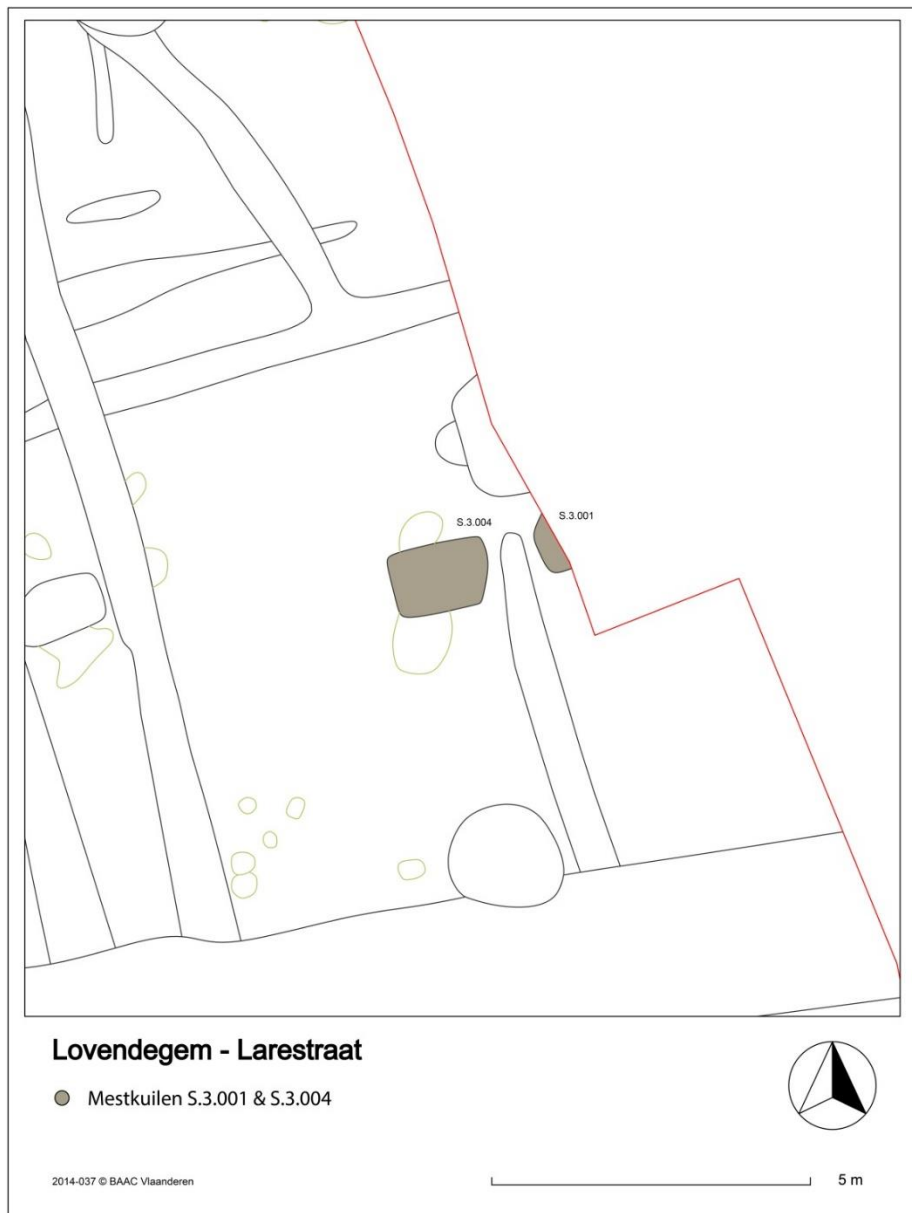 S.3.004
S.3.001
Lovendegem - Larestraat
Mestkuilen S.3.001 & S.3.004
2014-037 © BAAC Vlaanderen
5 m